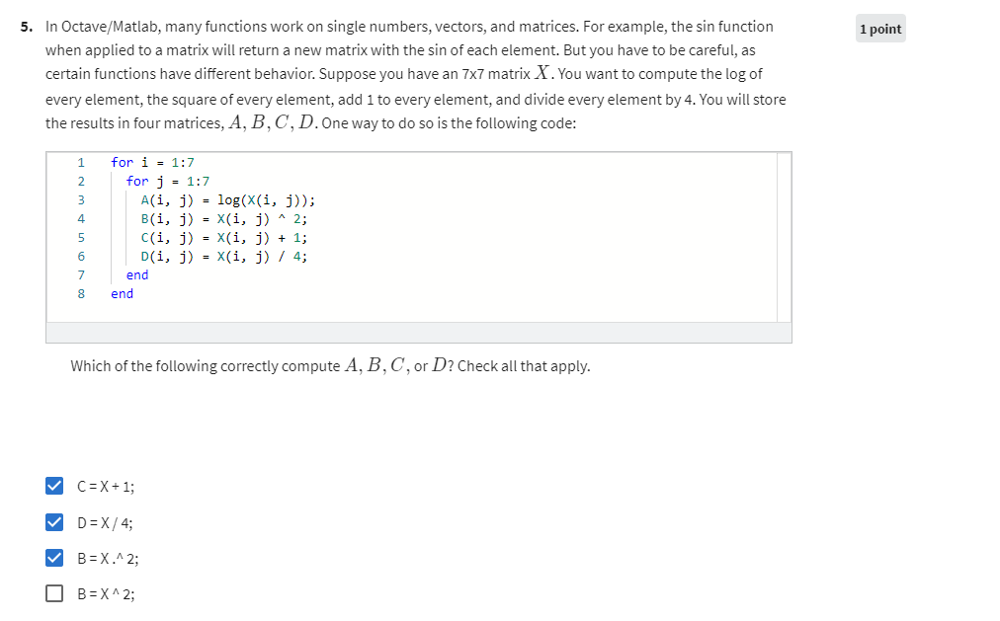 5. In Octave/Matlab, many functions work on single numbers, vectors, and matrices. For example, the sin function
1 point
when applied to a matrix will return a new matrix with the sin of each element. But you have to be careful, as
certain functions have different behavior. Suppose you have an 7x7 matrix X. You want to compute the log of
every element, the square of every element, add 1 to every element, and divide every element by 4. You will store
the results in four matrices, A, B, C, D. One way to do so is the following code:
1 for i = 1:7
2 for j = 1:7
3 A(i, j) = log(X(i, j));
4 B(i, j) = X(i, j) ^ 2;
5 C(i, j) = X(i, j) + 1;
6 D(i, j) = X(i, j) / 4;
7 end
8 end
Which of the following correctly compute A, B, C, or D? Check all that apply.
C = X + 1;
D = X / 4;
B = X .^ 2;
B = X ^ 2;